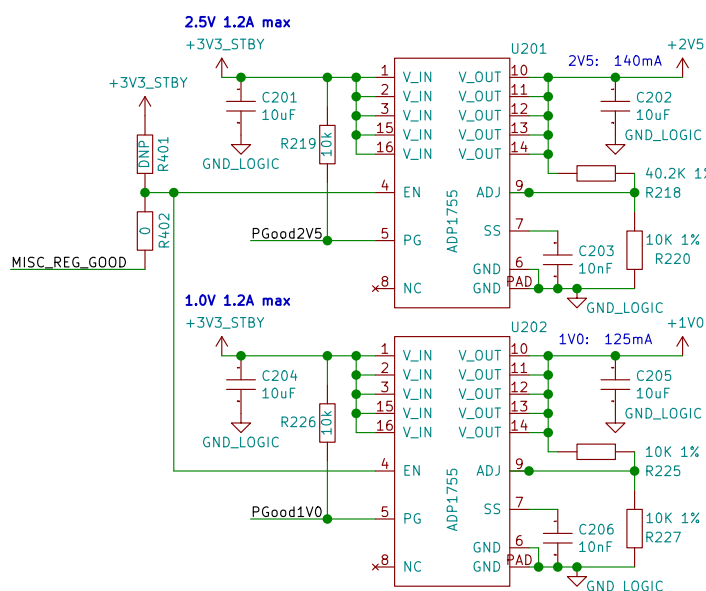 2.5V 1.2A max
+3V3_STBY
U201
2V5: 140mA
+2V5
+3V3_STBY
1 V_IN V_OUT 10
2 V_IN V_OUT 11
3 V_IN V_OUT 12
15 V_IN V_OUT 13
16 V_IN V_OUT 14
C201
10uF
GND_LOGIC
R219
10k
C202
10uF
GND_LOGIC
DNP
R401
40.2K 1%
R218
4 EN ADJ 9
ADP1755
0
R402
SS 7
PGood2V5
5 PG
10K 1%
R220
C203
10nF
MISC_REG_GOOD
GND 6
8 NC GND PAD
GND_LOGIC
1.0V 1.2A max
+3V3_STBY
U202
1V0: 125mA
+1V0
1 V_IN V_OUT 10
2 V_IN V_OUT 11
3 V_IN V_OUT 12
15 V_IN V_OUT 13
16 V_IN V_OUT 14
C204
10uF
GND_LOGIC
R226
10k
C205
10uF
GND_LOGIC
10K 1%
R225
4 EN ADJ 9
ADP1755
SS 7
PGood1V0
5 PG
10K 1%
R227
C206
10nF
GND 6
8 NC GND PAD
GND_LOGIC